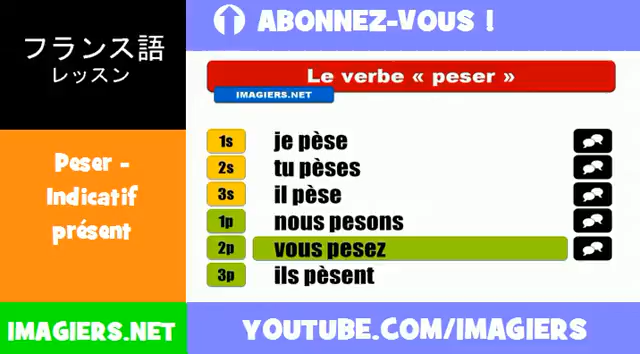 フランス語
レッスン
ABONNEZ-VOUS !
Le verbe « peser »
IMAGIERS.NET
Peser -
Indicatif
présent
1s je pèse
2s tu pèses
3s il pèse
1p nous pesons
2p vous pesez
3p ils pèsent
IMAGIERS.NET
YOUTUBE.COM/IMAGIERS